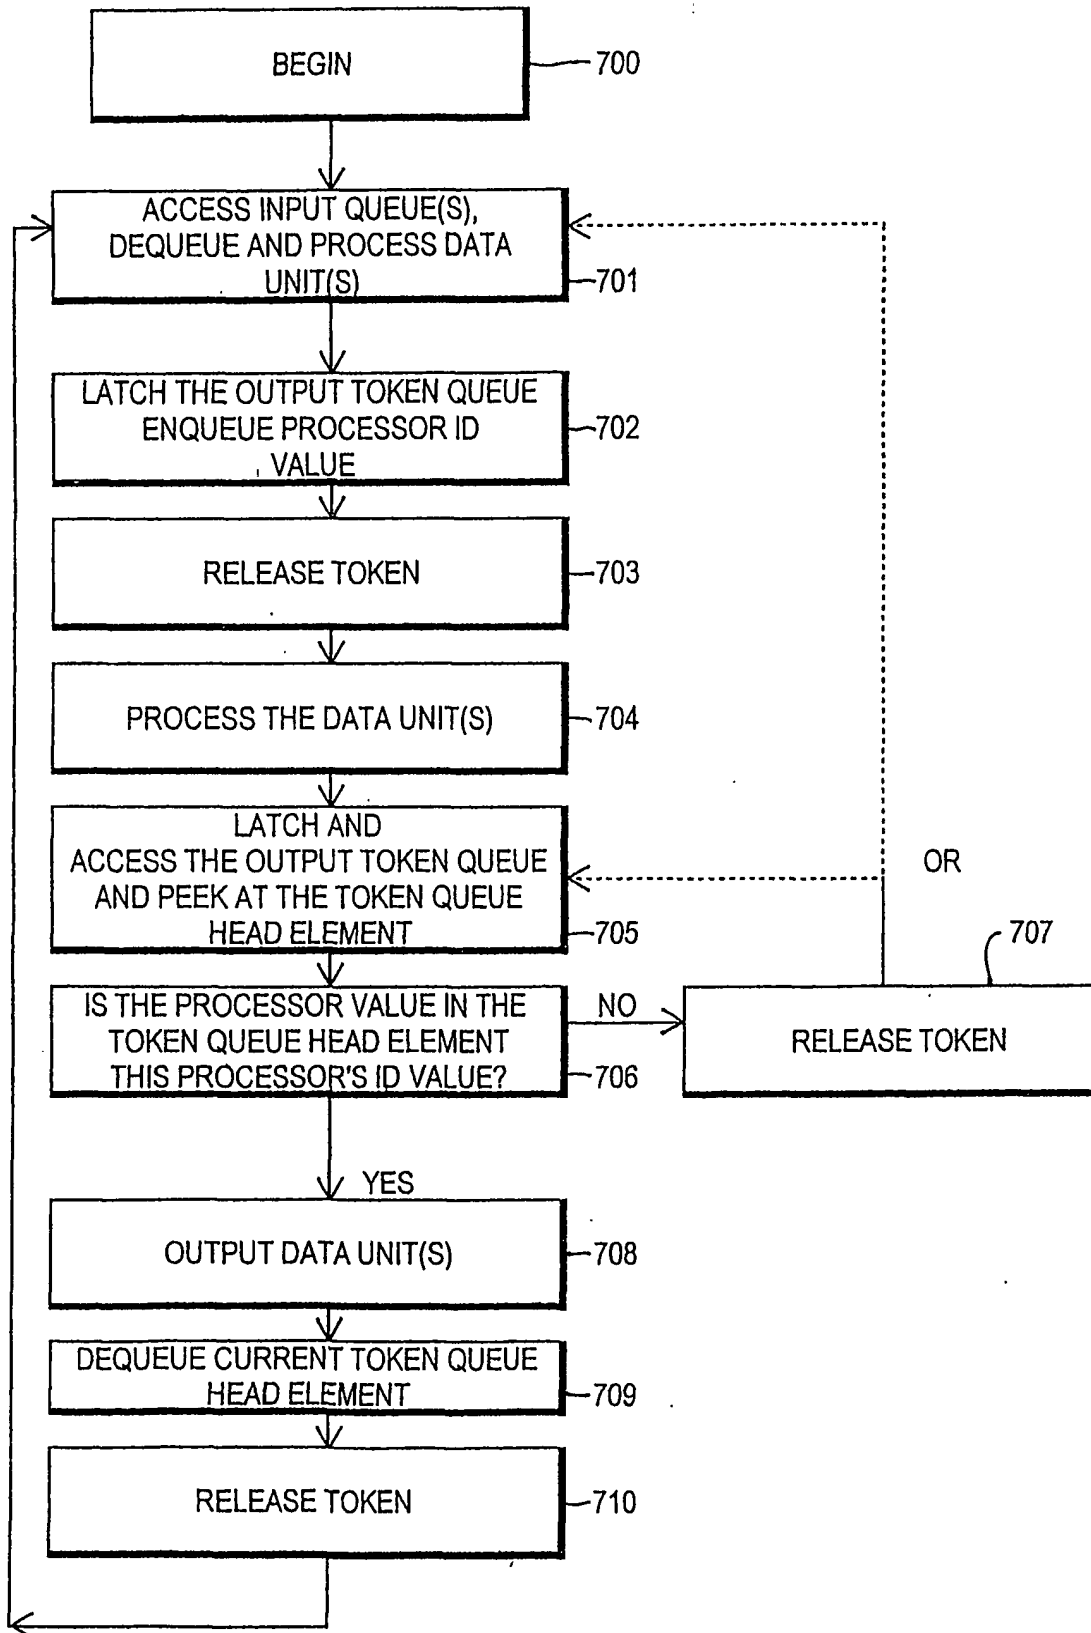 BEGIN
700
ACCESS INPUT QUEUE(S),
DEQUEUE AND PROCESS DATA
UNIT(S)
701
LATCH THE OUTPUT TOKEN QUEUE
ENQUEUE PROCESSOR ID
VALUE
702
RELEASE TOKEN
703
PROCESS THE DATA UNIT(S)
704
LATCH AND
ACCESS THE OUTPUT TOKEN QUEUE
AND PEEK AT THE TOKEN QUEUE
HEAD ELEMENT
705
OR
IS THE PROCESSOR VALUE IN THE
TOKEN QUEUE HEAD ELEMENT
THIS PROCESSOR'S ID VALUE?
706
NO
707
RELEASE TOKEN
YES
OUTPUT DATA UNIT(S)
708
DEQUEUE CURRENT TOKEN QUEUE
HEAD ELEMENT
709
RELEASE TOKEN
710